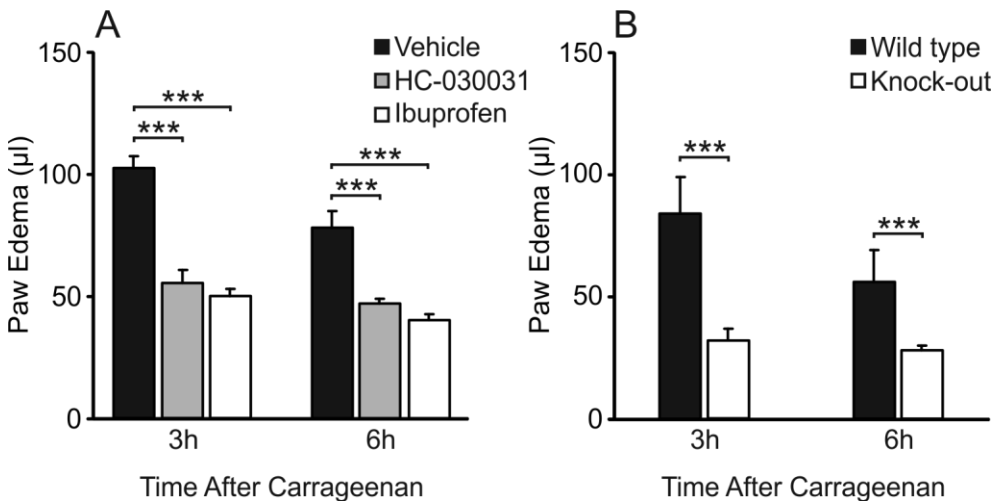 A
Vehicle
HC-030031
Ibuprofen
150
100
50
0
Paw Edema (µl)
***
***
***
***
3h
6h
Time After Carrageenan
B
Wild type
Knock-out
150
100
50
0
Paw Edema (µl)
***
***
3h
6h
Time After Carrageenan